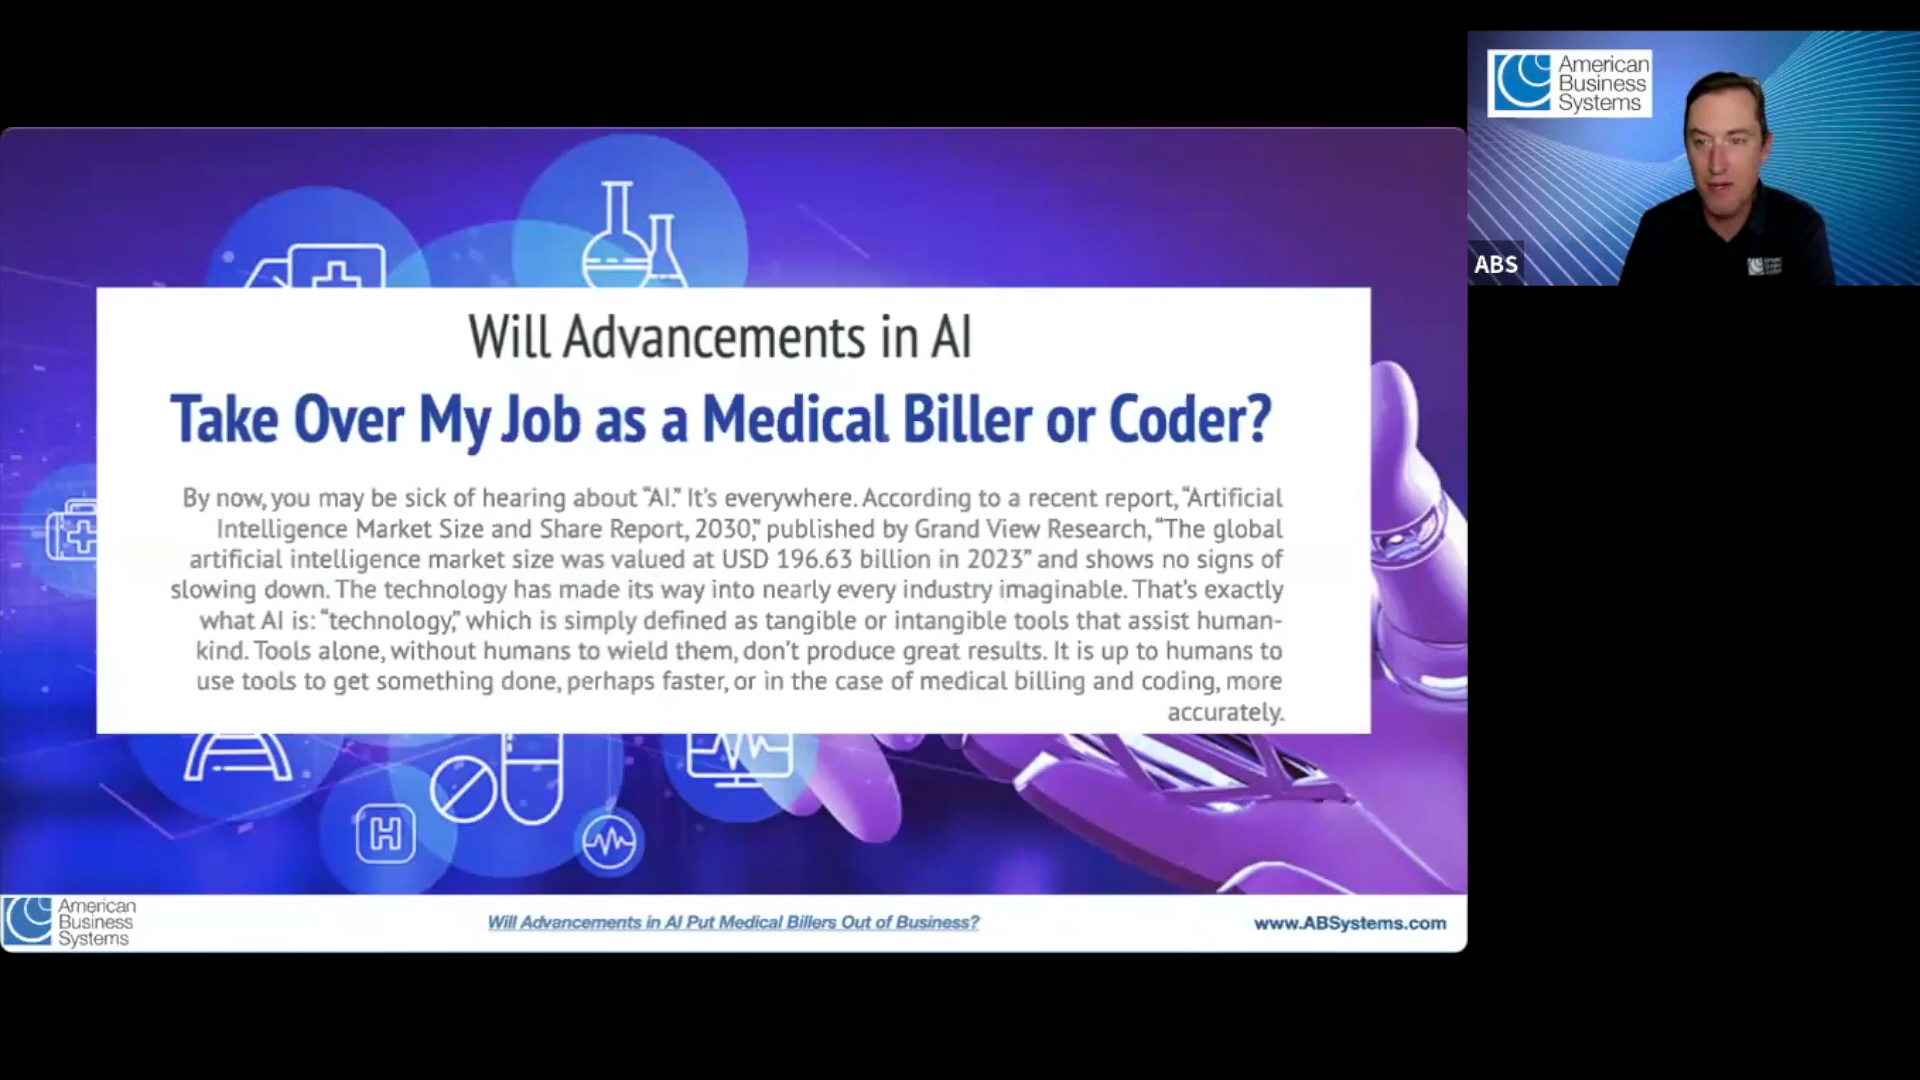 American
Business
Systems
ABS
Will Advancements in AI
Take Over My Job as a Medical Biller or Coder?
By now, you may be sick of hearing about “AI.” It’s everywhere. According to a recent report, “Artificial
Intelligence Market Size and Share Report, 2030,” published by Grand View Research, “The global
artificial intelligence market size was valued at USD 196.63 billion in 2023” and shows no signs of
slowing down. The technology has made its way into nearly every industry imaginable. That’s exactly
what AI is: “technology,” which is simply defined as tangible or intangible tools that assist human-
kind. Tools alone, without humans to wield them, don’t produce great results. It is up to humans to
use tools to get something done, perhaps faster, or in the case of medical billing and coding, more
accurately.
H
American
Business
Systems
Will Advancements in AI Put Medical Billers Out of Business?
www.ABSystems.com